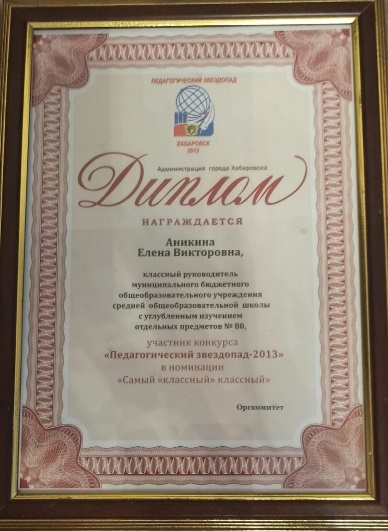 ПЕДАГОГИЧЕСКИЙ ЗВЕЗДОПАД
ХАБАРОВСК
2013
Администрация города Хабаровска
Диплом
НАГРАЖДАЕТСЯ
Аникина
Елена Викторовна,
классный руководитель
муниципального бюджетного
общеобразовательного учреждения
средней общеобразовательной школы
с углубленным изучением
отдельных предметов № 80,
участник конкурса
«Педагогический звездопад-2013»
в номинации
«Самый «классный» классный»
Оргкомитет